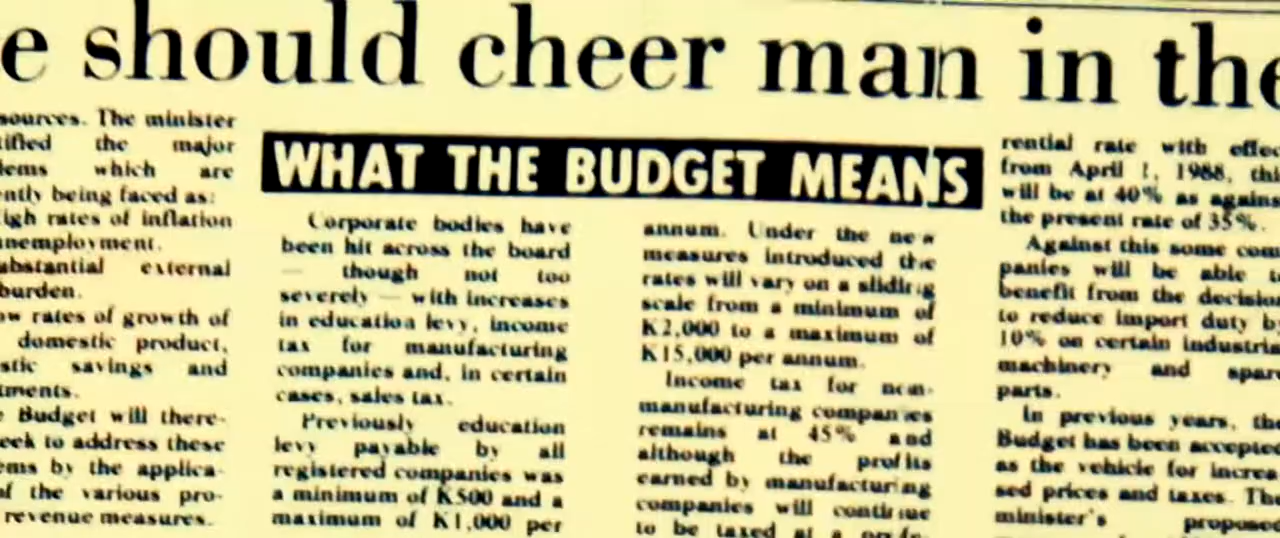 e should cheer man in the
sources. The minister
tified the major
lems which are
ently being faced as:
igh rates of inflation
unemployment.
ubstantial external
burden.
ow rates of growth of
domestic product,
stic savings and
tments.
e Budget will there-
eek to address these
ems by the applica-
of the various pro-
revenue measures.
WHAT THE BUDGET MEANS
Corporate bodies have
been hit across the board
— though not too
severely — with increases
in education levy, income
tax for manufacturing
companies and, in certain
cases, sales tax.
Previously education
levy payable by all
registered companies was
a minimum of K500 and a
maximum of K1,000 per
annum. Under the new
measures introduced the
rates will vary on a sliding
scale from a minimum of
K2,000 to a maximum of
K15,000 per annum.
Income tax for non-
manufacturing companies
remains at 45% and
although the profits
earned by manufacturing
companies will continue
to be taxed at a prefe-
rential rate with effec
from April 1, 1988, this
will be at 40% as agains
the present rate of 35%.
Against this some com
panies will be able t
benefit from the decision
to reduce import duty by
10% on certain industria
machinery and spare
parts.
In previous years, the
Budget has been accepted
as the vehicle for increa
sed prices and taxes. The
minister's proposed